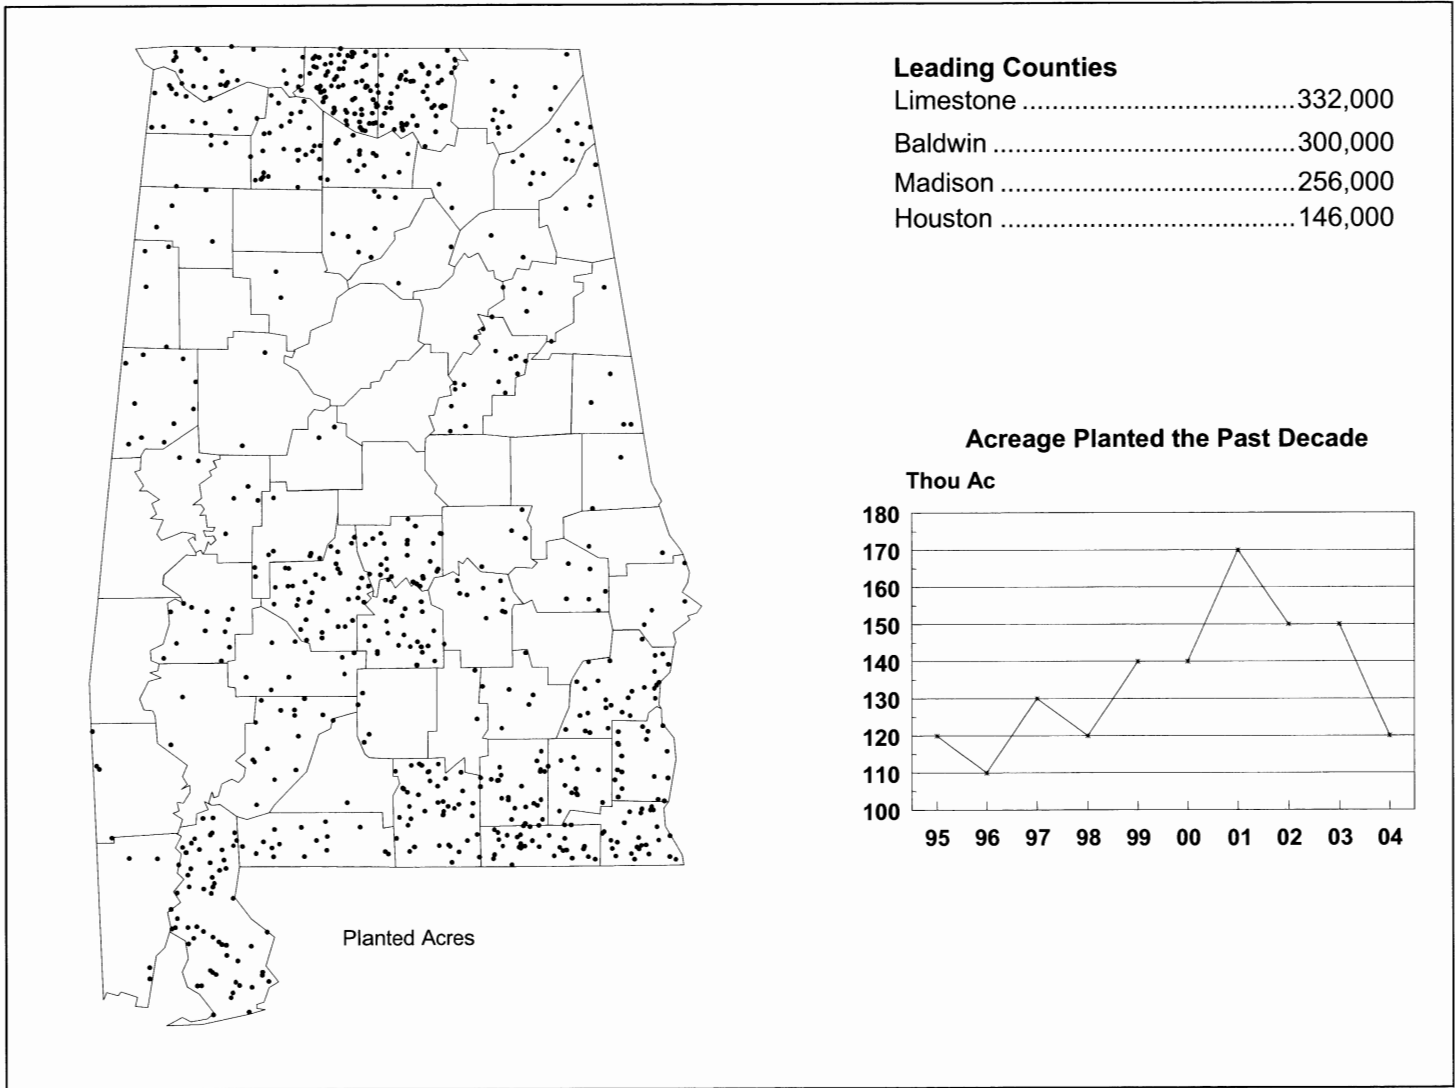 Leading Counties
Limestone .......................................332,000
Baldwin ...........................................300,000
Madison ..........................................256,000
Houston ..........................................146,000
Acreage Planted the Past Decade
Thou Ac
180
170
160
150
140
130
120
110
100
95 96 97 98 99 00 01 02 03 04
Planted Acres